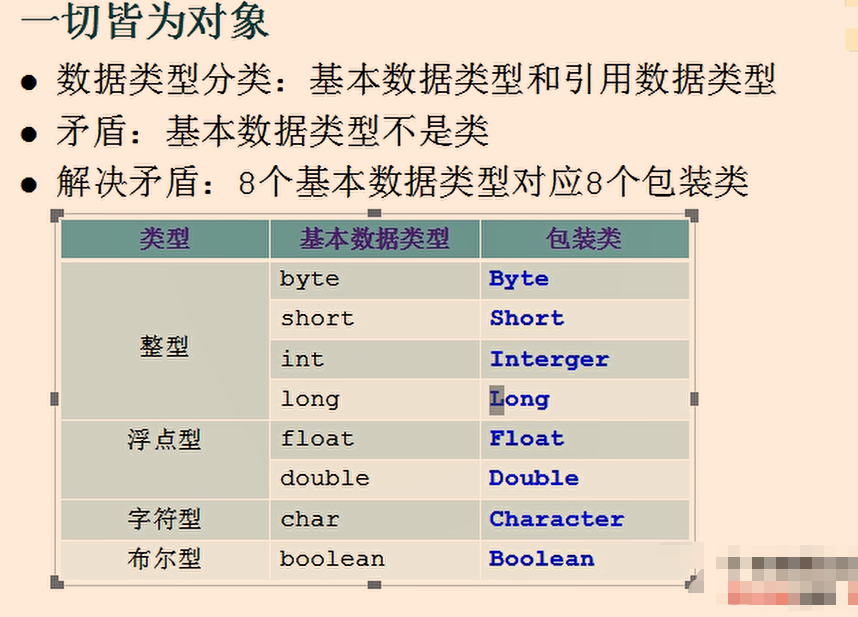 一切皆为对象
● 数据类型分类：基本数据类型和引用数据类型
● 矛盾：基本数据类型不是类
● 解决矛盾：8个基本数据类型对应8个包装类
类型 基本数据类型 包装类
整型 byte Byte
short Short
int Interger
long Long
浮点型 float Float
double Double
字符型 char Character
布尔型 boolean Boolean